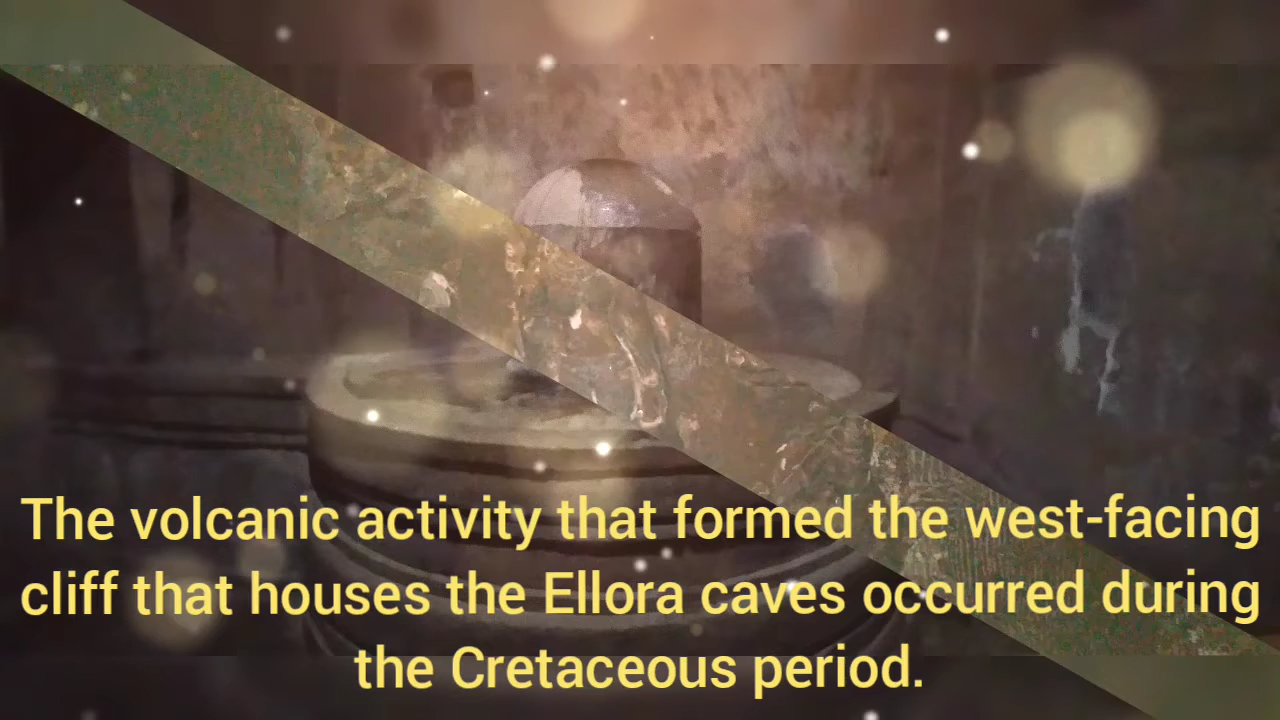 The volcanic activity that formed the west-facing
cliff that houses the Ellora caves occurred during
the Cretaceous period.